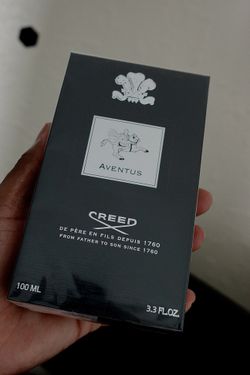 AVENTUS
CREED
DE PÈRE EN FILS DEPUIS 1760
FROM FATHER TO SON SINCE 1760
100 ML
3.3 FL.OZ.